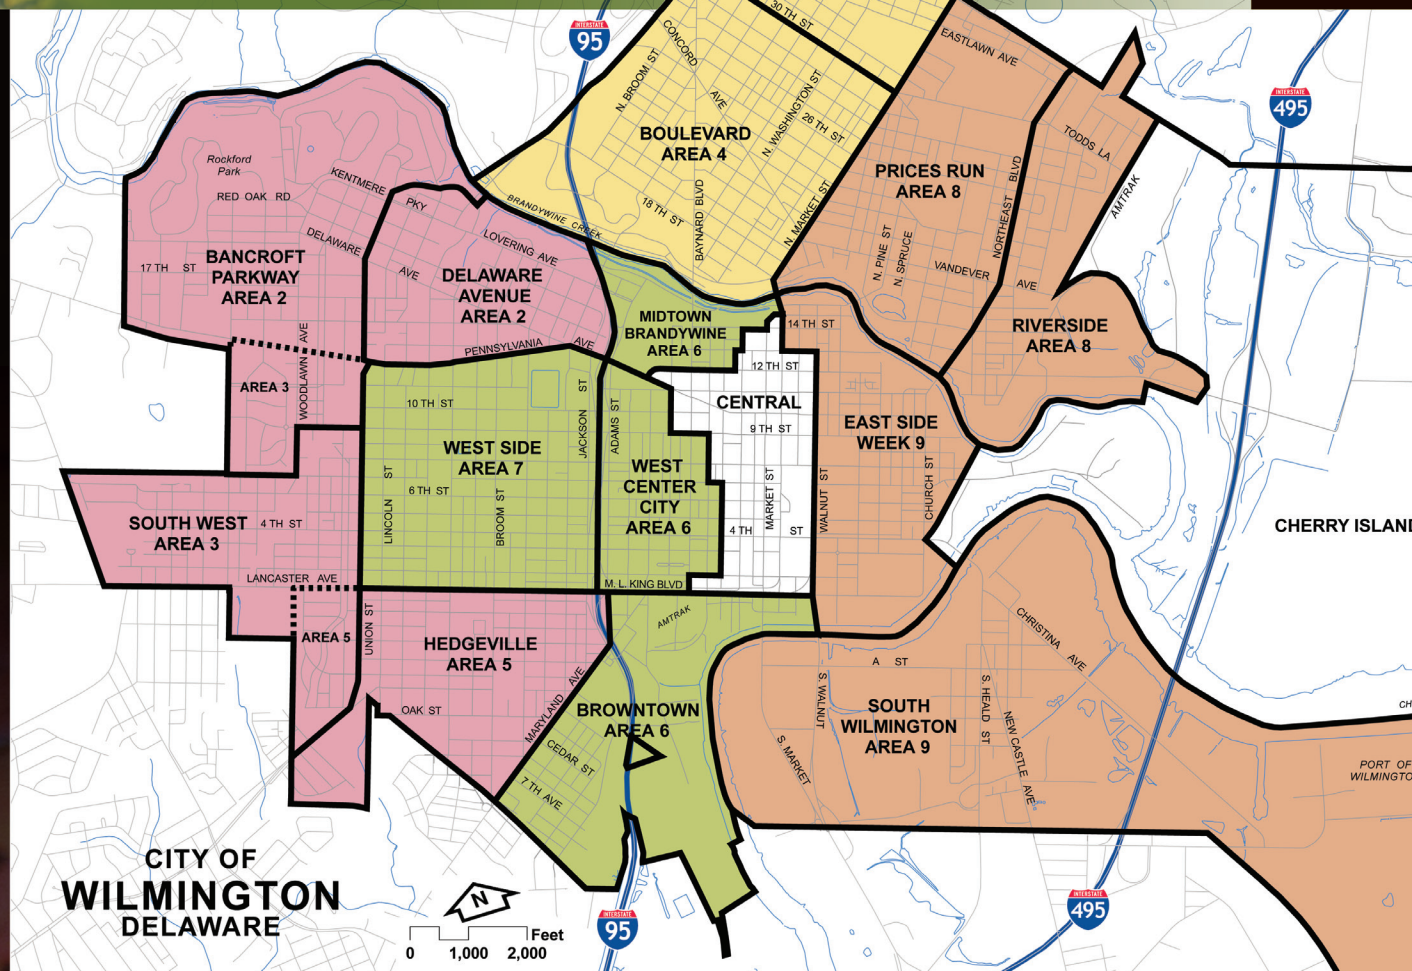 30 TH ST
INTERSTATE
95
CONCORD
AVE
N. BROOM ST
EASTLAWN AVE
INTERSTATE
495
N. WASHINGTON ST
26 TH ST
BOULEVARD
AREA 4
TODDS LA
Rockford
Park
KENTMERE
PKY
RED OAK RD
PRICES RUN
AREA 8
NORTHEAST BLVD
AMTRAK
BAYNARD BLVD
18 TH ST
N. MARKET ST
BRANDYWINE CREEK
LOVERING AVE
DELAWARE
AVE
N. PINE ST
N. SPRUCE
VANDEVER AVE
17 TH ST
BANCROFT
PARKWAY
AREA 2
DELAWARE
AVENUE
AREA 2
MIDTOWN
BRANDYWINE
AREA 6
14 TH ST
RIVERSIDE
AREA 8
PENNSYLVANIA AVE
WOODLAWN AVE
12 TH ST
AREA 3
CENTRAL
10 TH ST
JACKSON ST
ADAMS ST
9 TH ST
EAST SIDE
WEEK 9
WEST SIDE
AREA 7
WEST
CENTER
CITY
AREA 6
LINCOLN ST
6 TH ST
BROOM ST
MARKET ST
WALNUT ST
CHURCH ST
SOUTH WEST
AREA 3
4 TH ST
4 TH ST
CHERRY ISLAND
LANCASTER AVE
M. L. KING BLVD
AMTRAK
UNION ST
AREA 5
HEDGEVILLE
AREA 5
CHRISTINA AVE
A ST
MARYLAND AVE
OAK ST
BROWNTOWN
AREA 6
S. WALNUT
SOUTH
WILMINGTON
AREA 9
S. HEALD ST
NEW CASTLE AVE
CH
CEDAR ST
7 TH AVE
S. MARKET
PORT OF
WILMINGTO
CITY OF
WILMINGTON
DELAWARE
N
Feet
0 1,000 2,000
INTERSTATE
95
INTERSTATE
495